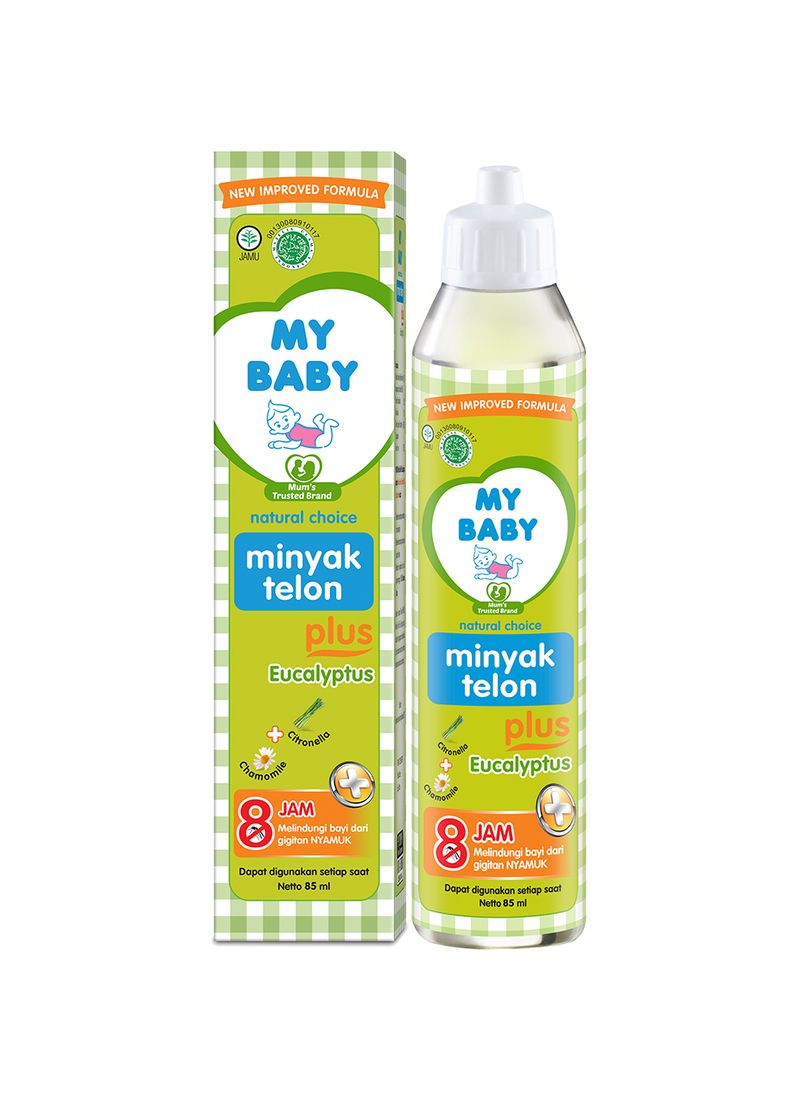 NEW IMPROVED FORMULA
00130080910117
JAMU
MY
BABY
Mum's
Trusted Brand
natural choice
minyak
telon
plus
Eucalyptus
Citronella
Chamomile
8 JAM
Melindungi bayi dari
gigitan NYAMUK
Dapat digunakan setiap saat
Netto 85 ml
NEW IMPROVED FORMULA
00130080910117
JAMU
MY
BABY
Mum's
Trusted Brand
natural choice
minyak
telon
plus
Citronella
Eucalyptus
Chamomile
8 JAM
Melindungi bayi dari
gigitan NYAMUK
Dapat digunakan setiap saat
Netto 85 ml